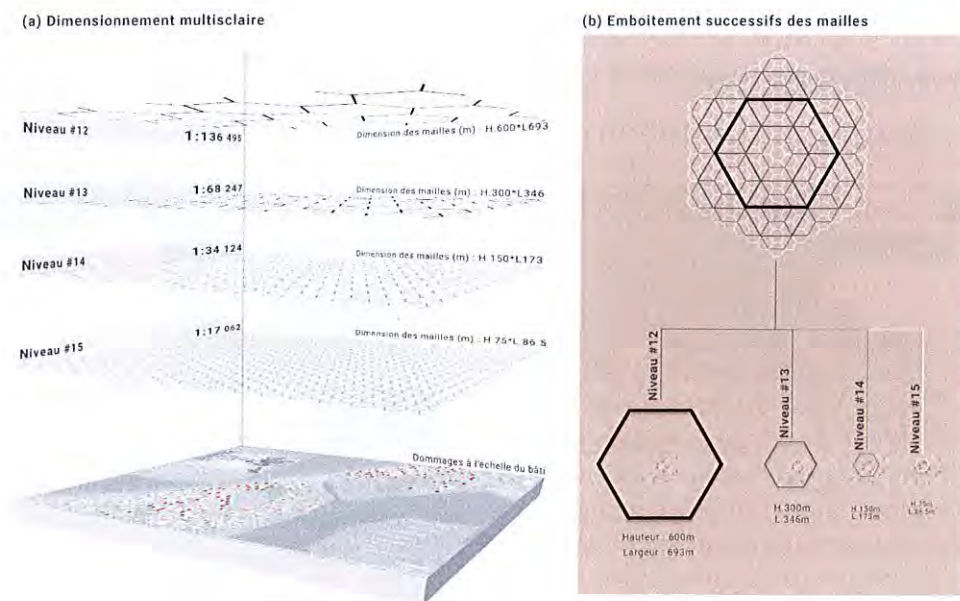 (a) Dimensionnement multisclaire
Niveau #12
1:136 495
Dimension des mailles (m) : H.600*L693
Niveau #13
1:68 247
Dimension des mailles (m) : H.300*L346
Niveau #14
1:34 124
Dimension des mailles (m) : H 150*L173
Niveau #15
1:17 062
Dimension des mailles (m) : H 75*L 86 5
Dommages à l'échelle du bâti
(b) Emboitement successifs des mailles
Niveau #12
Niveau #13
Niveau #14
Niveau #15
Hauteur : 600m
Largeur : 693m
H.300m
L.346m
H.150m
L.173m
H.75m